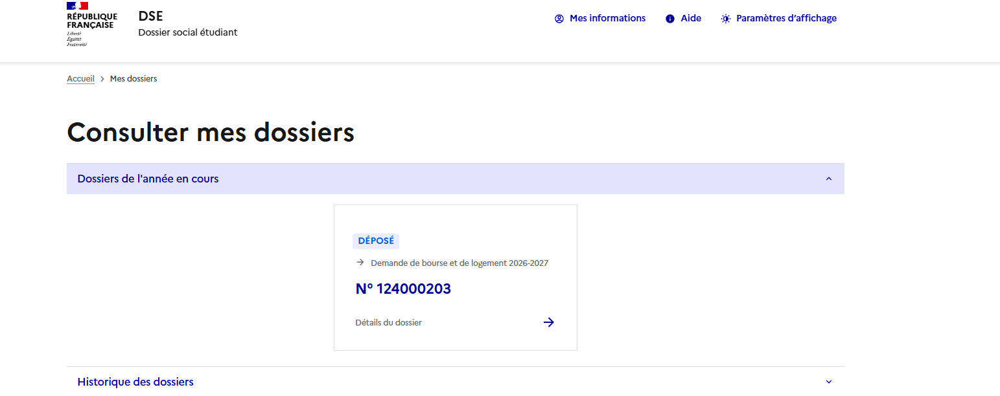 RÉPUBLIQUE
FRANÇAISE
Liberté
Égalité
Fraternité
DSE
Dossier social étudiant
Mes informations
Aide
Paramètres d’affichage
Accueil > Mes dossiers
Consulter mes dossiers
Dossiers de l'année en cours
DÉPOSÉ
Demande de bourse et de logement 2026-2027
N° 124000203
Détails du dossier
Historique des dossiers